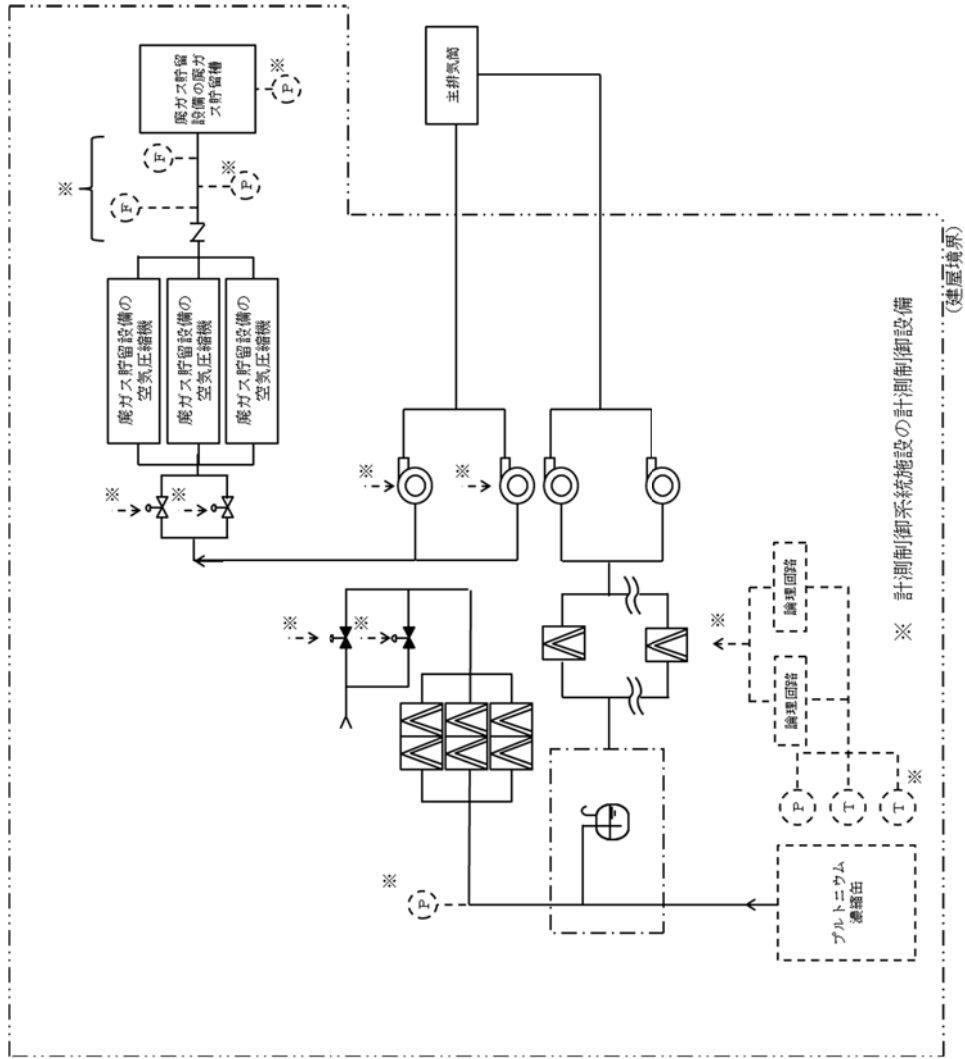 廃ガス貯留
設備の廃ガ
ス貯留槽
※
P
※
F
※
P
F
廃ガス貯留設備の
空気圧縮機
廃ガス貯留設備の
空気圧縮機
廃ガス貯留設備の
空気圧縮機
※
※
主排気筒
※
※
※
※
※
P
※
論理回路
論理回路
P
T
T
※
プルトニウム
濃縮缶
※ 計測制御系統施設の計測制御設備
(建屋境界)